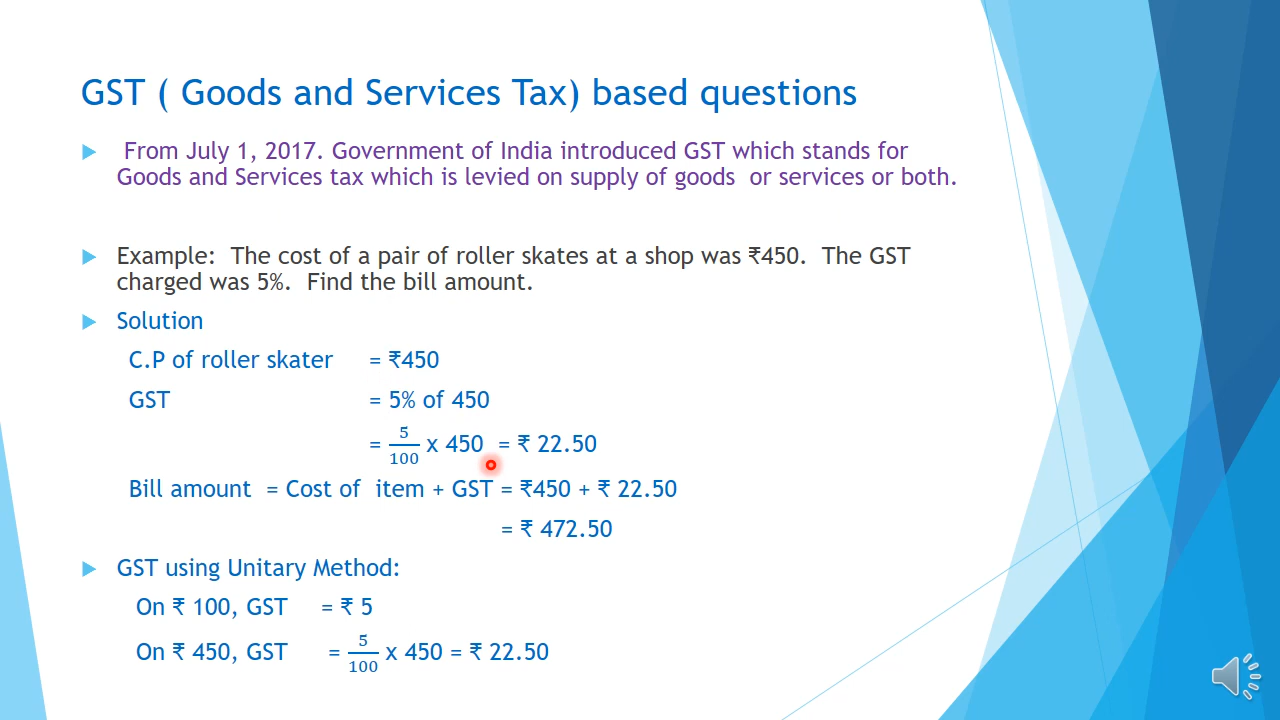 GST ( Goods and Services Tax) based questions
From July 1, 2017. Government of India introduced GST which stands for
Goods and Services tax which is levied on supply of goods or services or both.
Example: The cost of a pair of roller skates at a shop was ₹450. The GST
charged was 5%. Find the bill amount.
Solution
C.P of roller skater = ₹450
GST = 5% of 450
= 5/100 x 450 = ₹ 22.50
Bill amount = Cost of item + GST = ₹450 + ₹ 22.50
= ₹ 472.50
GST using Unitary Method:
On ₹ 100, GST = ₹ 5
On ₹ 450, GST = 5/100 x 450 = ₹ 22.50